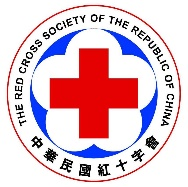 THE RED CROSS SOCIETY OF THE REPUBLIC OF CHINA
中華民國紅十字會